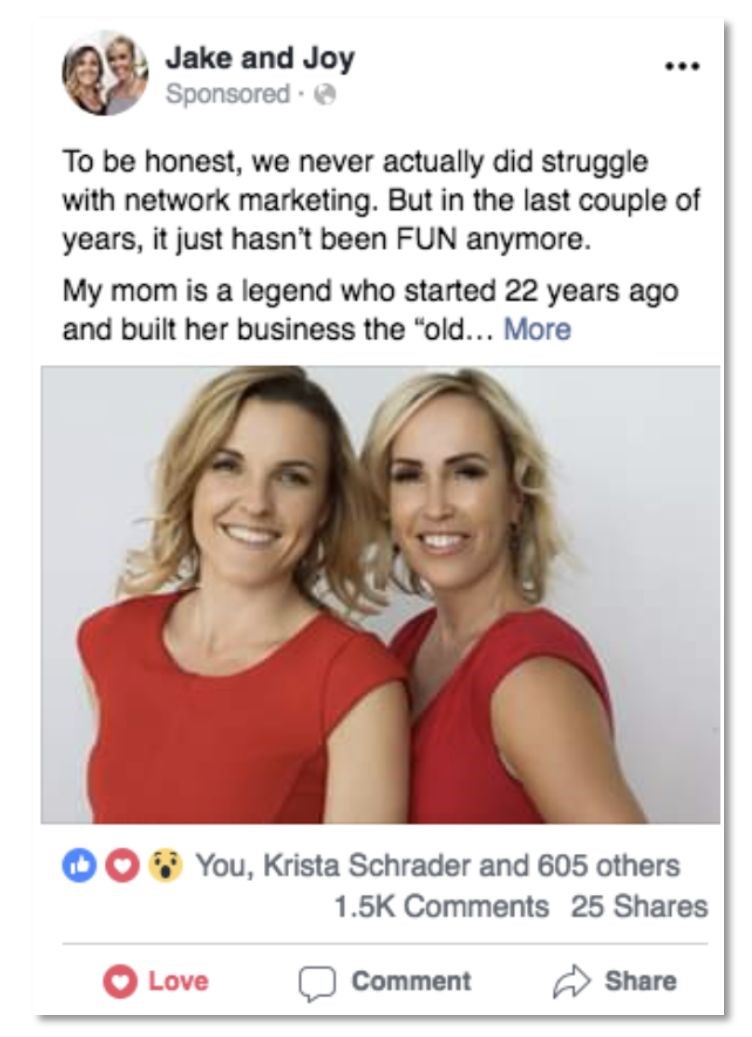 Jake and Joy
Sponsored ·
To be honest, we never actually did struggle
with network marketing. But in the last couple of
years, it just hasn't been FUN anymore.
My mom is a legend who started 22 years ago
and built her business the “old... More
You, Krista Schrader and 605 others
1.5K Comments 25 Shares
Love Comment Share